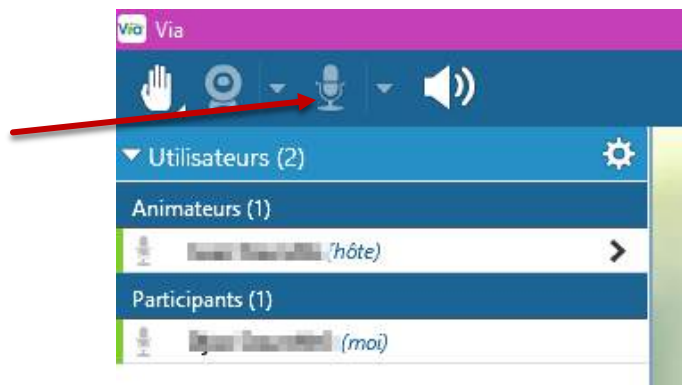 Via Via
Utilisateurs (2)
Animateurs (1)
(hôte)
Participants (1)
(moi)